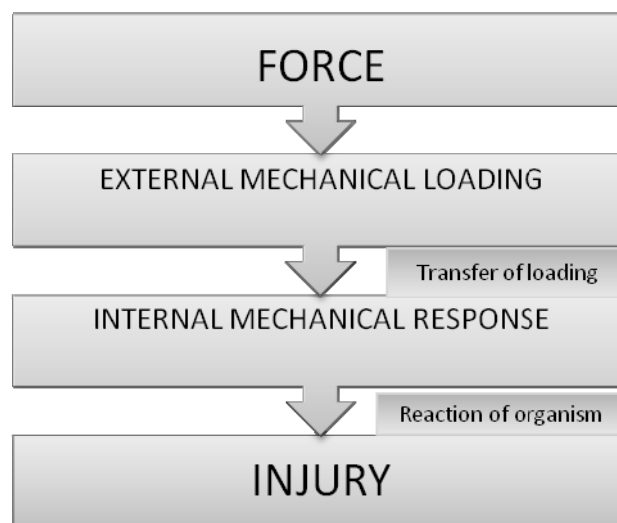 FORCE
EXTERNAL MECHANICAL LOADING
Transfer of loading
INTERNAL MECHANICAL RESPONSE
Reaction of organism
INJURY